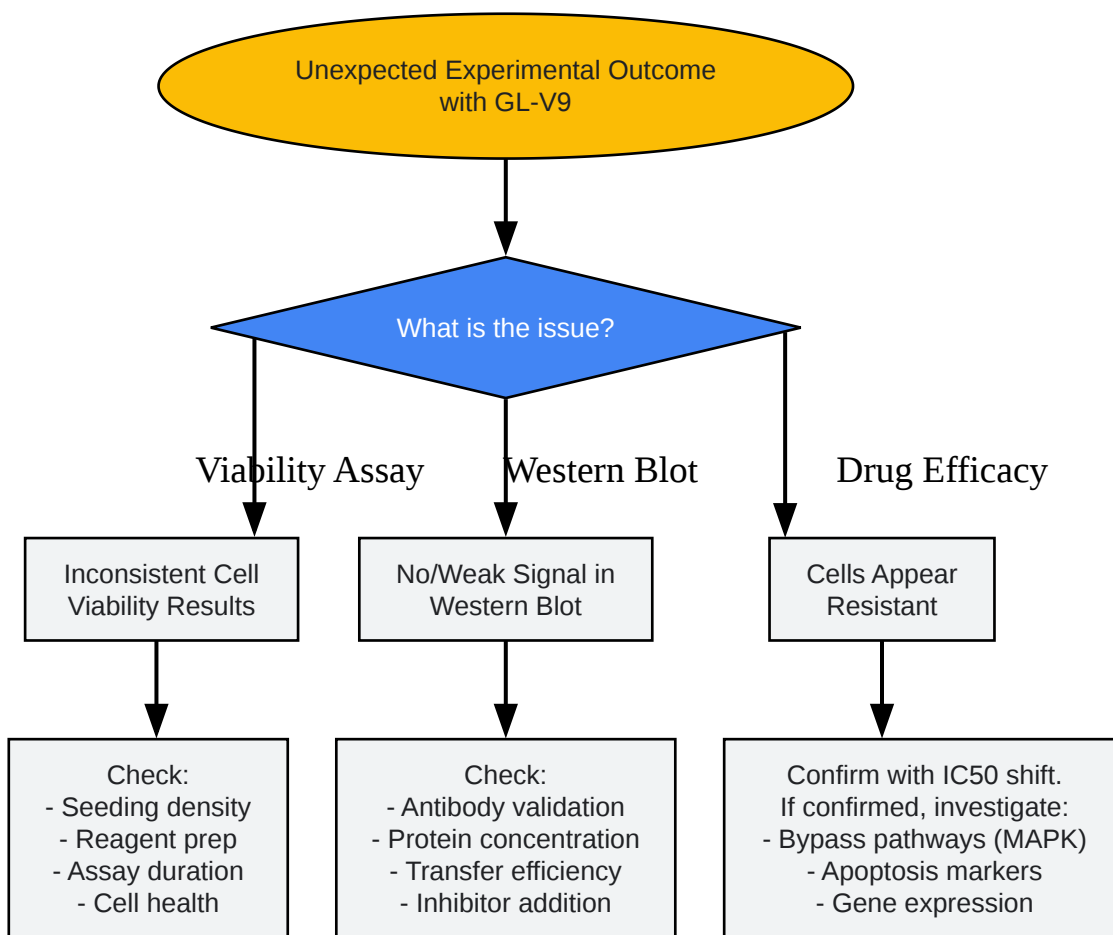 Unexpected Experimental Outcome
with GL-V9
What is the issue?
Viability Assay
Western Blot
Drug Efficacy
Inconsistent Cell
Viability Results
No/Weak Signal in
Western Blot
Cells Appear
Resistant
Check:
- Seeding density
- Reagent prep
- Assay duration
- Cell health
Check:
- Antibody validation
- Protein concentration
- Transfer efficiency
- Inhibitor addition
Confirm with IC50 shift.
If confirmed, investigate:
- Bypass pathways (MAPK)
- Apoptosis markers
- Gene expression